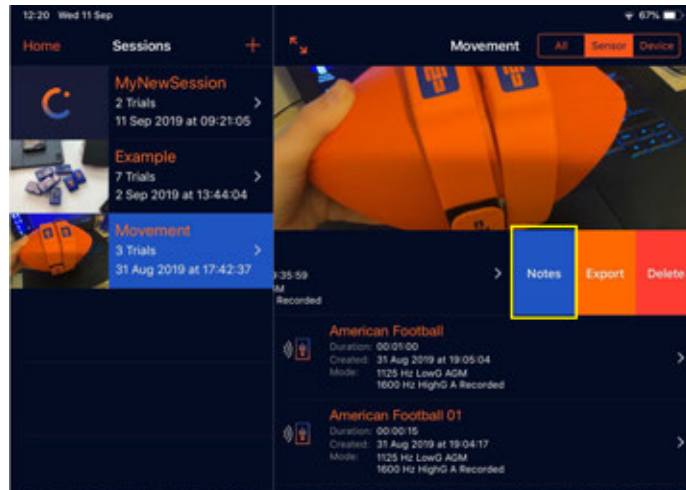 12:20 Wed 11 Sep
67%
Home
Sessions
+
Movement
All
Sensor
Device
MyNewSession
2 Trials
11 Sep 2019 at 09:21:05
Example
7 Trials
2 Sep 2019 at 13:44:04
Movement
3 Trials
31 Aug 2019 at 17:42:37
:35:59
Recorded
Notes
Export
Delete
American Football
Duration: 00:01:00
Created: 31 Aug 2019 at 19:05:04
Mode: 1125 Hz LowG AGM
1600 Hz HighG A Recorded
American Football 01
Duration: 00:00:15
Created: 31 Aug 2019 at 19:04:17
Mode: 1125 Hz LowG AGM
1600 Hz HighG A Recorded